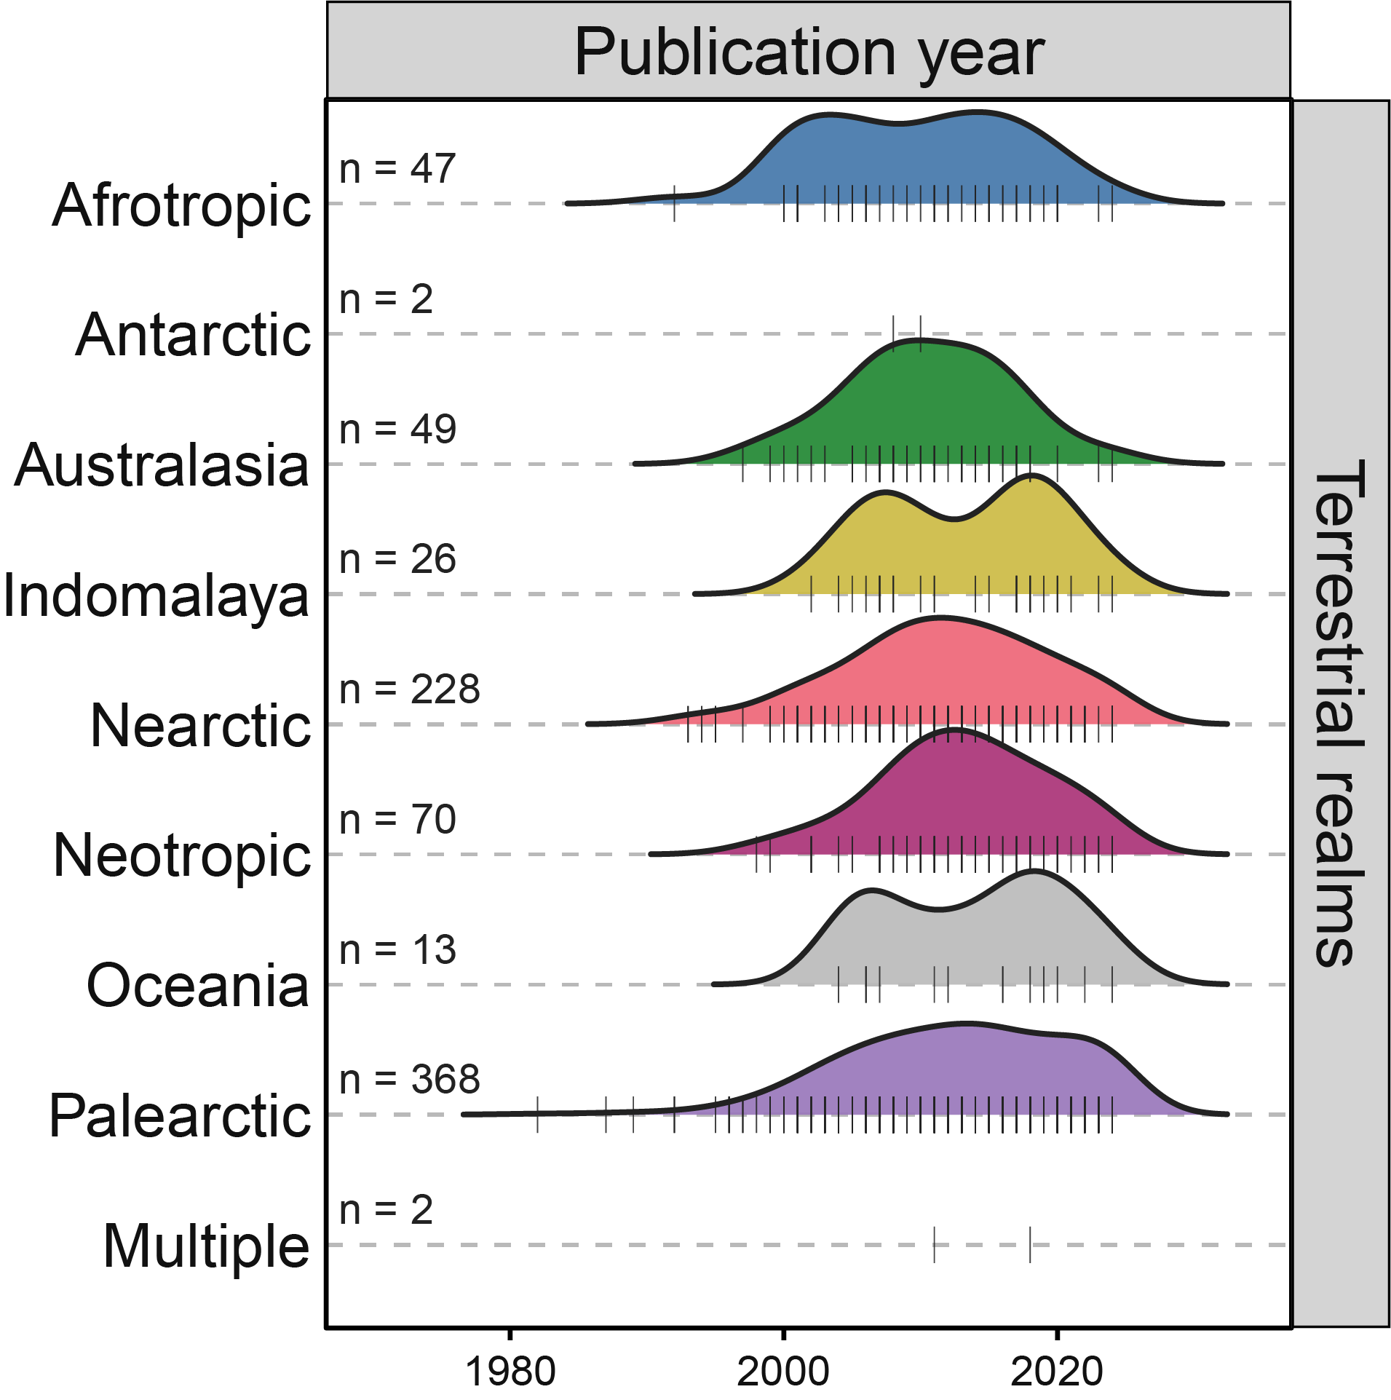 Publication year
n = 47
Afrotropic
n = 2
Antarctic
n = 49
Australasia
n = 26
Indomalaya
n = 228
Nearctic
n = 70
Neotropic
n = 13
Oceania
n = 368
Palearctic
n = 2
Multiple
Terrestrial realms
1980 2000 2020